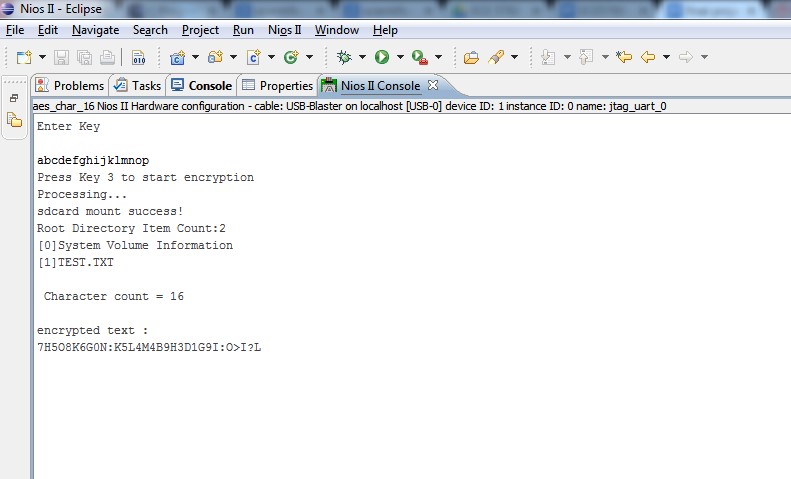 Nios II - Eclipse
File Edit Navigate Search Project Run Nios II Window Help
010
Problems Tasks Console Properties Nios II Console
aes_char_16 Nios II Hardware configuration - cable: USB-Blaster on localhost [USB-0] device ID: 1 instance ID: 0 name: jtag_uart_0
Enter Key
abcdefghijklmnop
Press Key 3 to start encryption
Processing...
sdcard mount success!
Root Directory Item Count:2
[0]System Volume Information
[1]TEST.TXT
Character count = 16
encrypted text :
7H5O8K6G0N:K5L4M4B9H3D1G9I:O>I?L